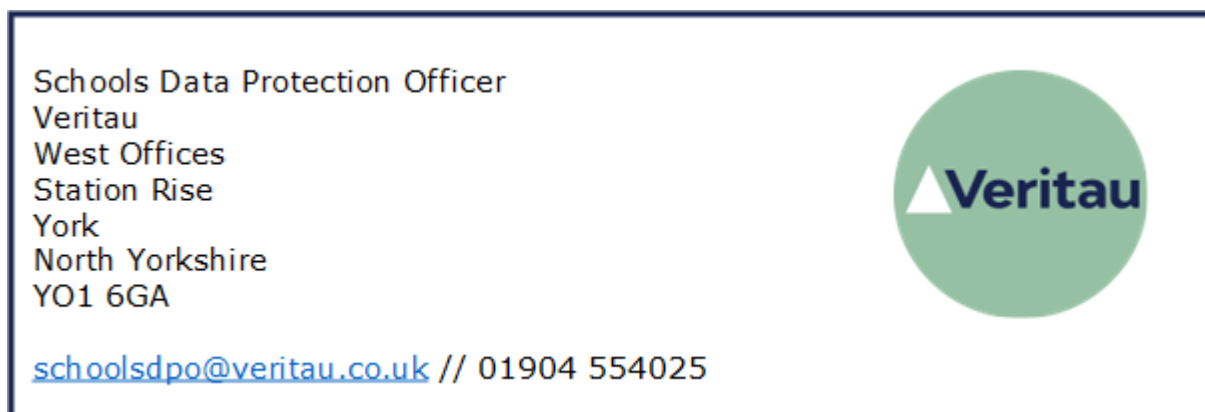 Schools Data Protection Officer
Veritau
West Offices
Station Rise
York
North Yorkshire
YO1 6GA
schoolsdpo@veritau.co.uk // 01904 554025
Veritau